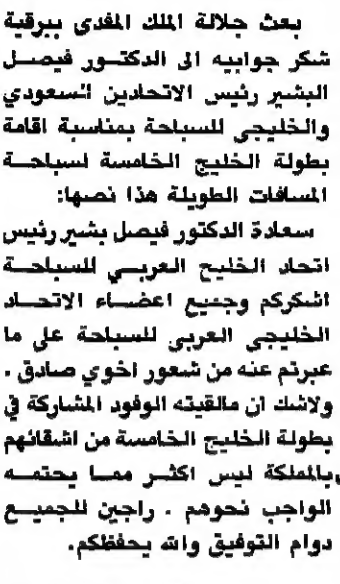 بعث جلالة الملك المفدى ببرقية
شكر جوابيه الى الدكتور فيصل
البشير رئيس الاتحادين السعودي
والخليجي للسباحة بمناسبة اقامة
بطولة الخليج الخامسة لسباحة
المسافات الطويلة هذا نصها:
سعادة الدكتور فيصل بشير رئيس
اتحاد الخليج العربي للسباحة
اشكركم وجميع اعضاء الاتحاد
الخليجي العربي للسباحة على ما
عبرتم عنه من شعور اخوي صادق .
ولاشك ان مالقيته الوفود المشاركة في
بطولة الخليج الخامسة من اشقائهم
بالمملكة ليس اكثر مما يحتمه
الواجب نحوهم . راجين للجميع
دوام التوفيق والله يحفظكم.